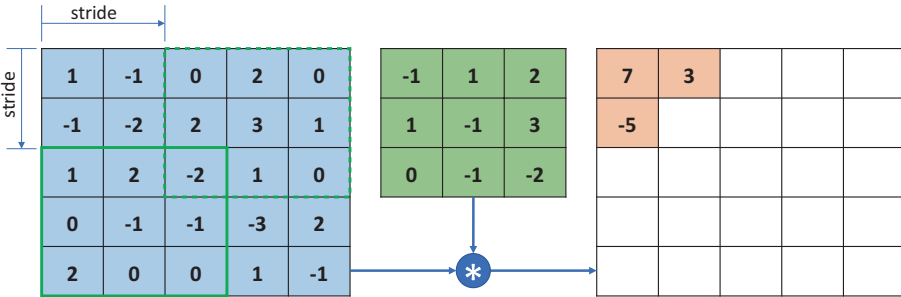 stride
stride
1 -1 0 2 0
-1 -2 2 3 1
1 2 -2 1 0
0 -1 -1 -3 2
2 0 0 1 -1
-1 1 2
1 -1 3
0 -1 -2
*
7 3
-5